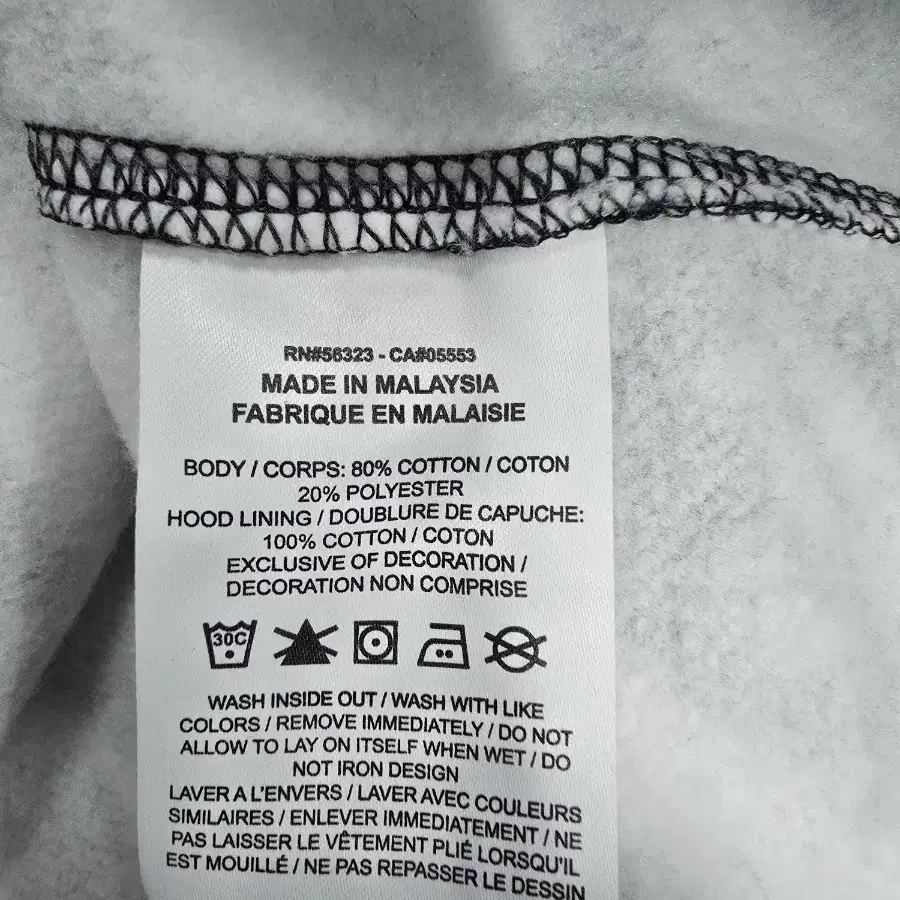 RN#56323 - CA#05553
MADE IN MALAYSIA
FABRIQUE EN MALAISIE
BODY / CORPS: 80% COTTON / COTON
20% POLYESTER
HOOD LINING / DOUBLURE DE CAPUCHE:
100% COTTON / COTON
EXCLUSIVE OF DECORATION /
DECORATION NON COMPRISE
30C
WASH INSIDE OUT / WASH WITH LIKE
COLORS / REMOVE IMMEDIATELY / DO NOT
ALLOW TO LAY ON ITSELF WHEN WET / DO
NOT IRON DESIGN
LAVER A L'ENVERS / LAVER AVEC COULEURS
SIMILAIRES / ENLEVER IMMEDIATEMENT / NE
PAS LAISSER LE VÊTEMENT PLIÉ LORSQU'IL
EST MOUILLÉ / NE PAS REPASSER LE DESSIN